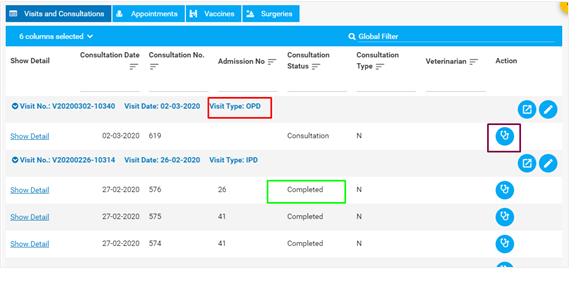 Visits and Consultations Appointments Vaccines Surgeries
6 columns selected Global Filter
Show Detail Consultation Date Consultation No. Admission No Consultation Status Consultation Type Veterinarian Action
Visit No.: V20200302-10340 Visit Date: 02-03-2020 Visit Type: OPD
Show Detail 02-03-2020 619 Consultation N
Visit No.: V20200226-10314 Visit Date: 26-02-2020 Visit Type: IPD
Show Detail 27-02-2020 576 26 Completed N
Show Detail 27-02-2020 575 41 Completed N
Show Detail 27-02-2020 574 41 Completed N